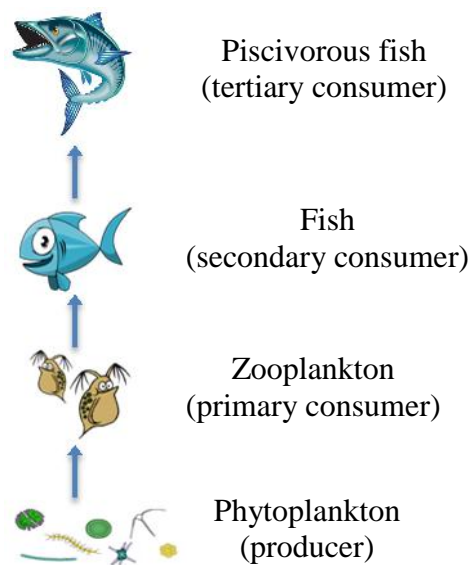 Piscivorous fish
(tertiary consumer)
Fish
(secondary consumer)
Zooplankton
(primary consumer)
Phytoplankton
(producer)